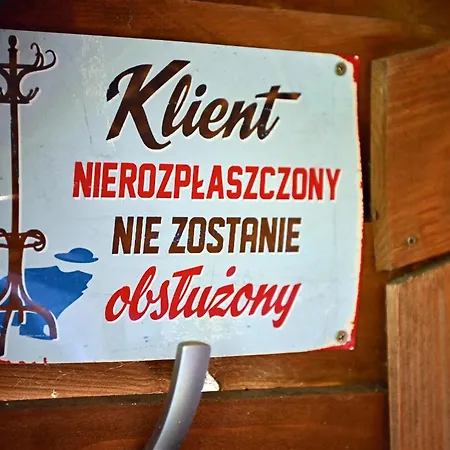 Klient
NIEROZPŁASZCZONY
NIE ZOSTANIE
obsłużony